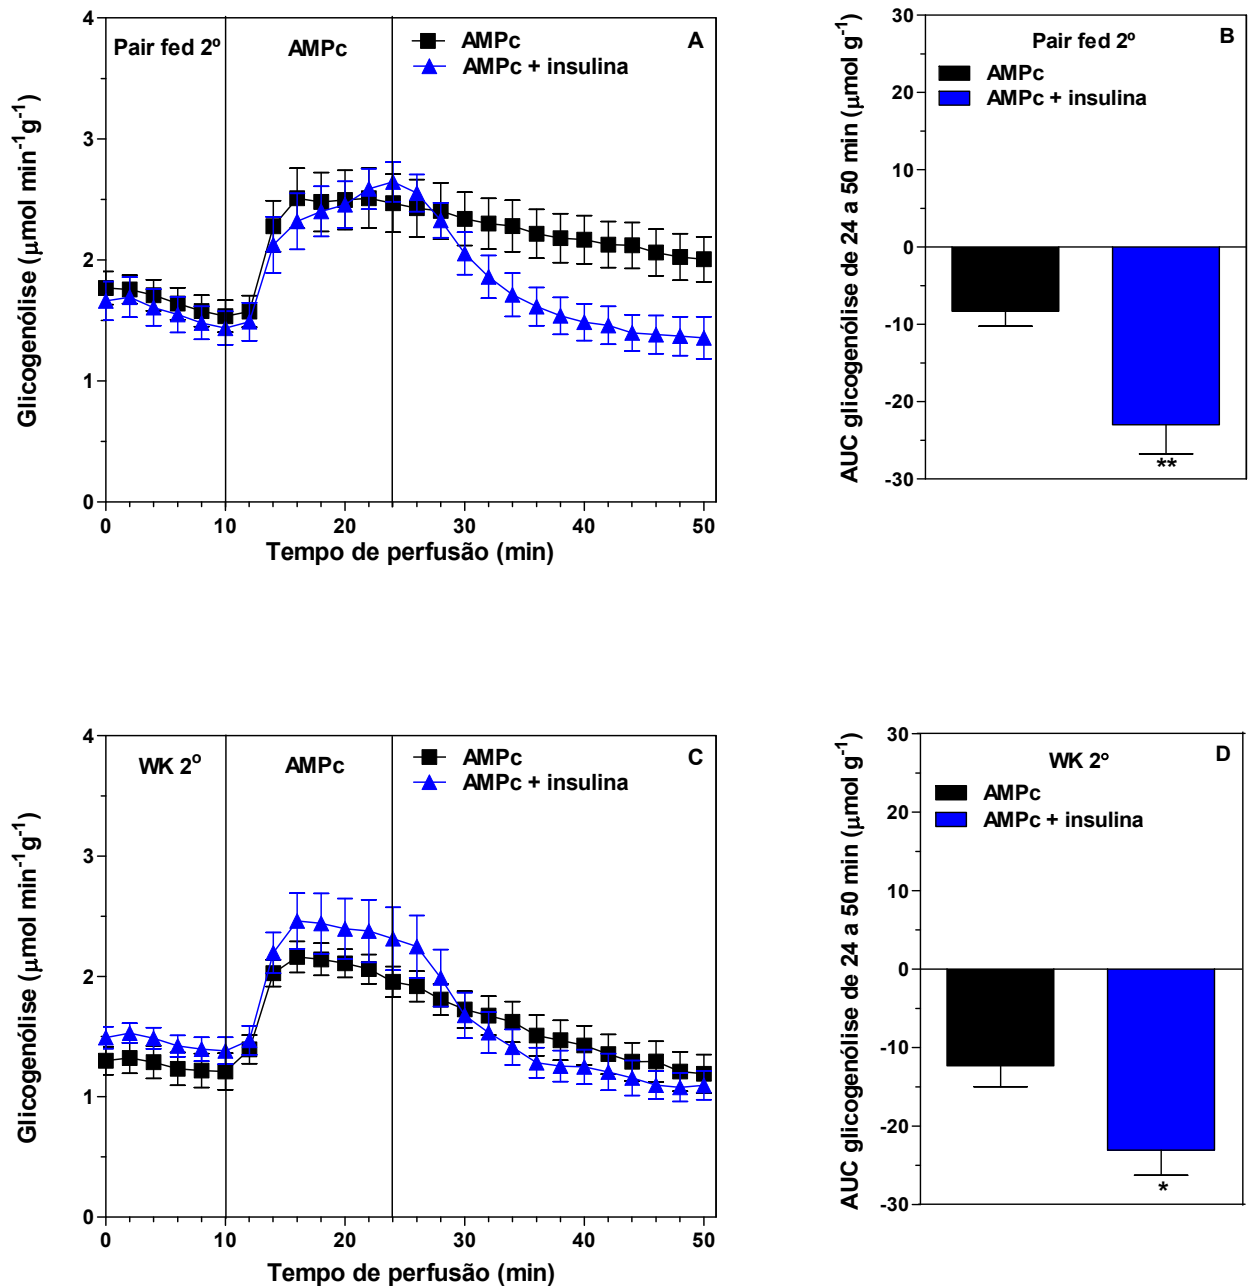 Pair fed 2º
AMPc
AMPc
AMPc + insulina
A
Glicogenólise (μmol min⁻¹g⁻¹)
4
3
2
1
0
0 10 20 30 40 50
Tempo de perfusão (min)
B
Pair fed 2º
AMPc
AMPc + insulina
AUC glicogenólise de 24 a 50 min (μmol g⁻¹)
30
20
10
0
-10
-20
-30
**
WK 2º
AMPc
AMPc
AMPc + insulina
C
Glicogenólise (μmol min⁻¹g⁻¹)
4
3
2
1
0
0 10 20 30 40 50
Tempo de perfusão (min)
WK 2º
D
AMPc
AMPc + insulina
AUC glicogenólise de 24 a 50 min (μmol g⁻¹)
30
20
10
0
-10
-20
-30
*